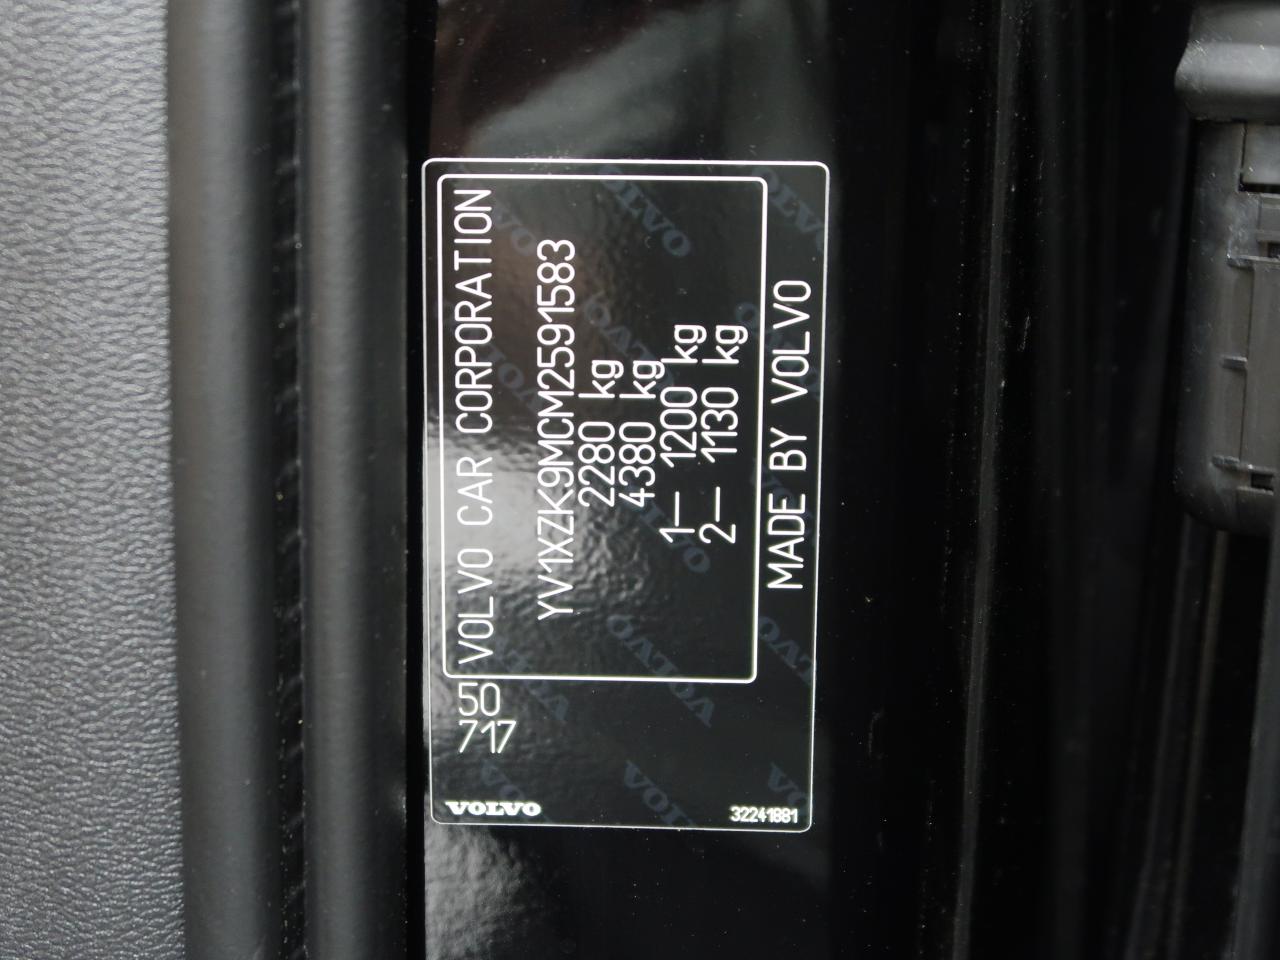 VOLVO CAR CORPORATION
YV1XZK9MCM2591583
2280 kg
4380 kg
1– 1200 kg
2– 1130 kg
MADE BY VOLVO
50
717
VOLVO
32241881